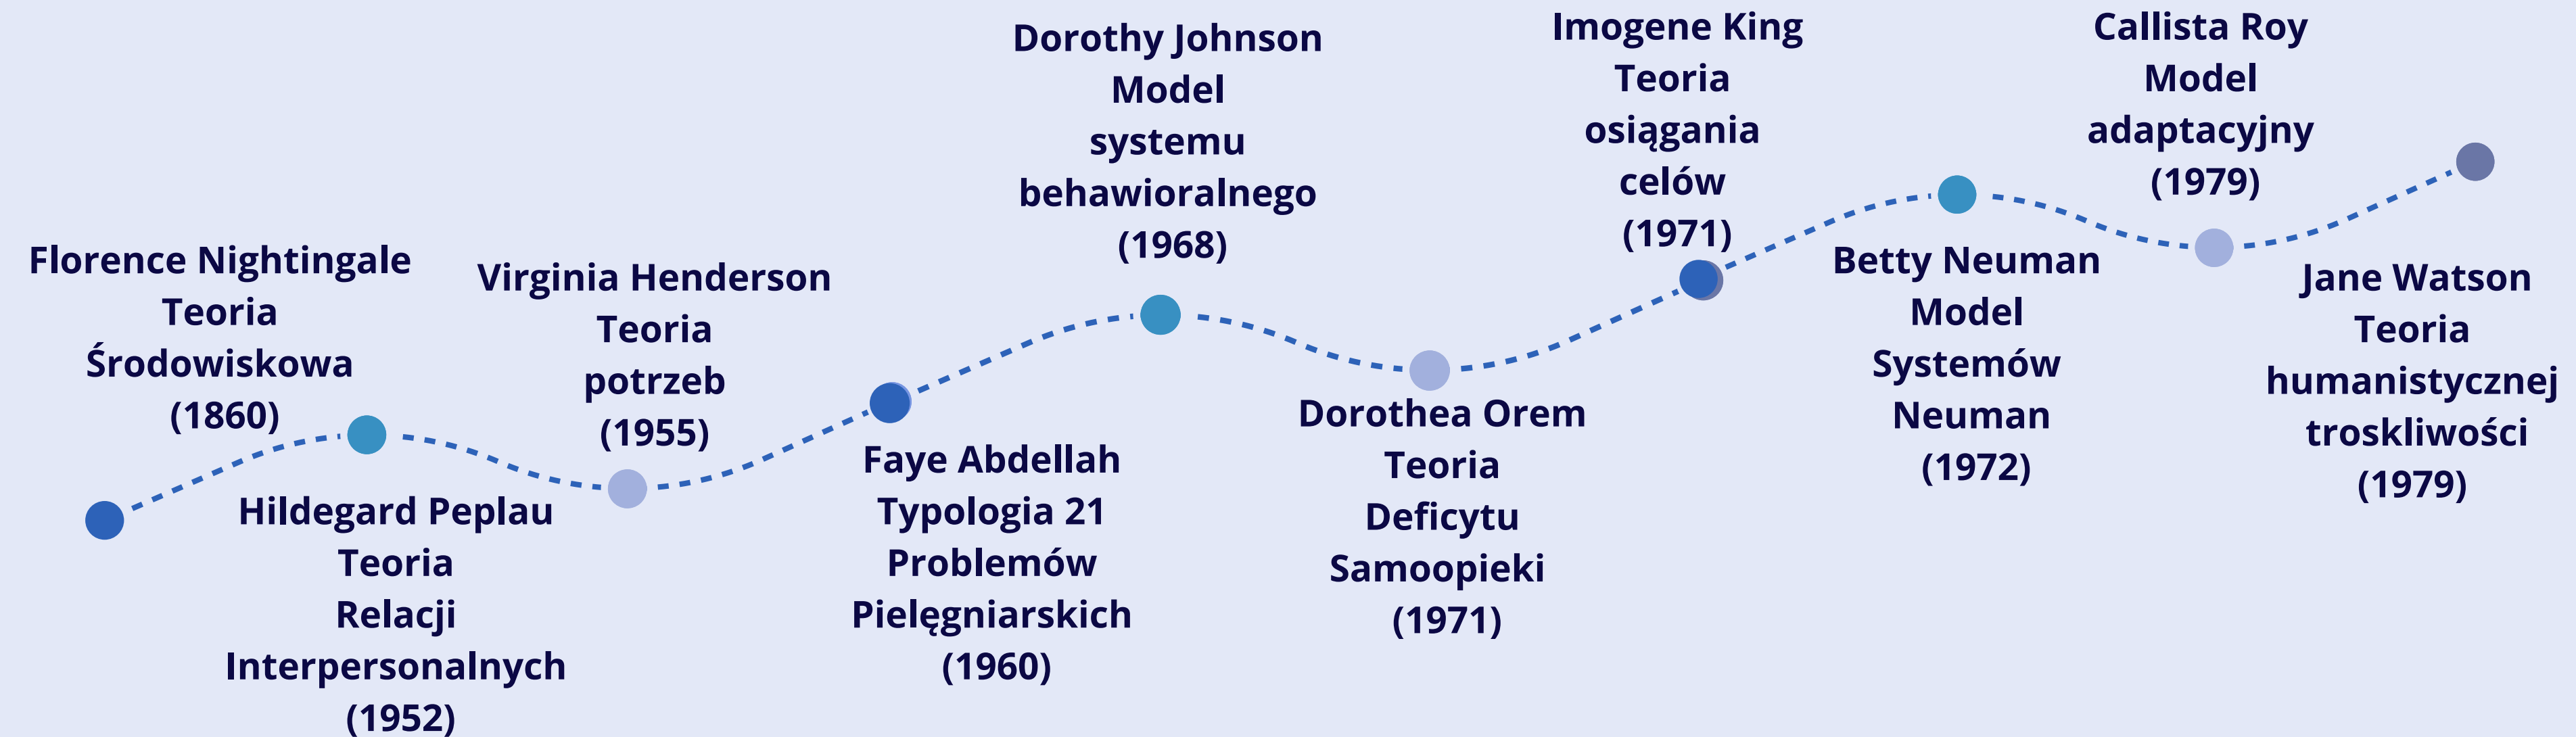 Florence Nightingale
Teoria
Środowiskowa
(1860)
Hildegard Peplau
Teoria
Relacji
Interpersonalnych
(1952)
Virginia Henderson
Teoria
potrzeb
(1955)
Faye Abdellah
Typologia 21
Problemów
Pielęgniarskich
(1960)
Dorothy Johnson
Model
systemu
behawioralnego
(1968)
Dorothea Orem
Teoria
Deficytu
Samoopieki
(1971)
Imogene King
Teoria
osiągania
celów
(1971)
Betty Neuman
Model
Systemów
Neuman
(1972)
Callista Roy
Model
adaptacyjny
(1979)
Jane Watson
Teoria
humanistycznej
troskliwości
(1979)